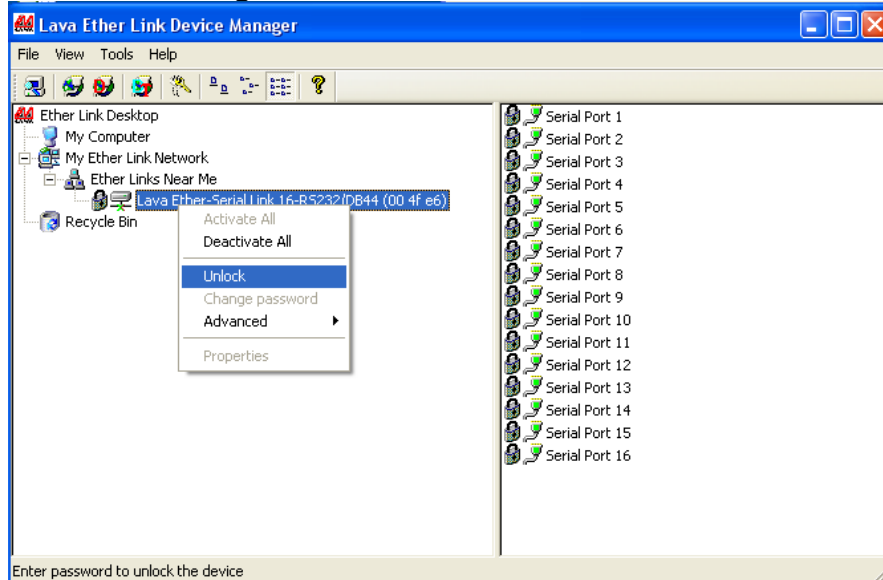 Lava Ether Link Device Manager
File View Tools Help
Ether Link Desktop
My Computer
My Ether Link Network
Ether Links Near Me
Lava Ether-Serial Link 16-RS232/DB44 (00 4f e6)
Recycle Bin
Activate All
Deactivate All
Unlock
Change password
Advanced
Properties
Serial Port 1
Serial Port 2
Serial Port 3
Serial Port 4
Serial Port 5
Serial Port 6
Serial Port 7
Serial Port 8
Serial Port 9
Serial Port 10
Serial Port 11
Serial Port 12
Serial Port 13
Serial Port 14
Serial Port 15
Serial Port 16
Enter password to unlock the device